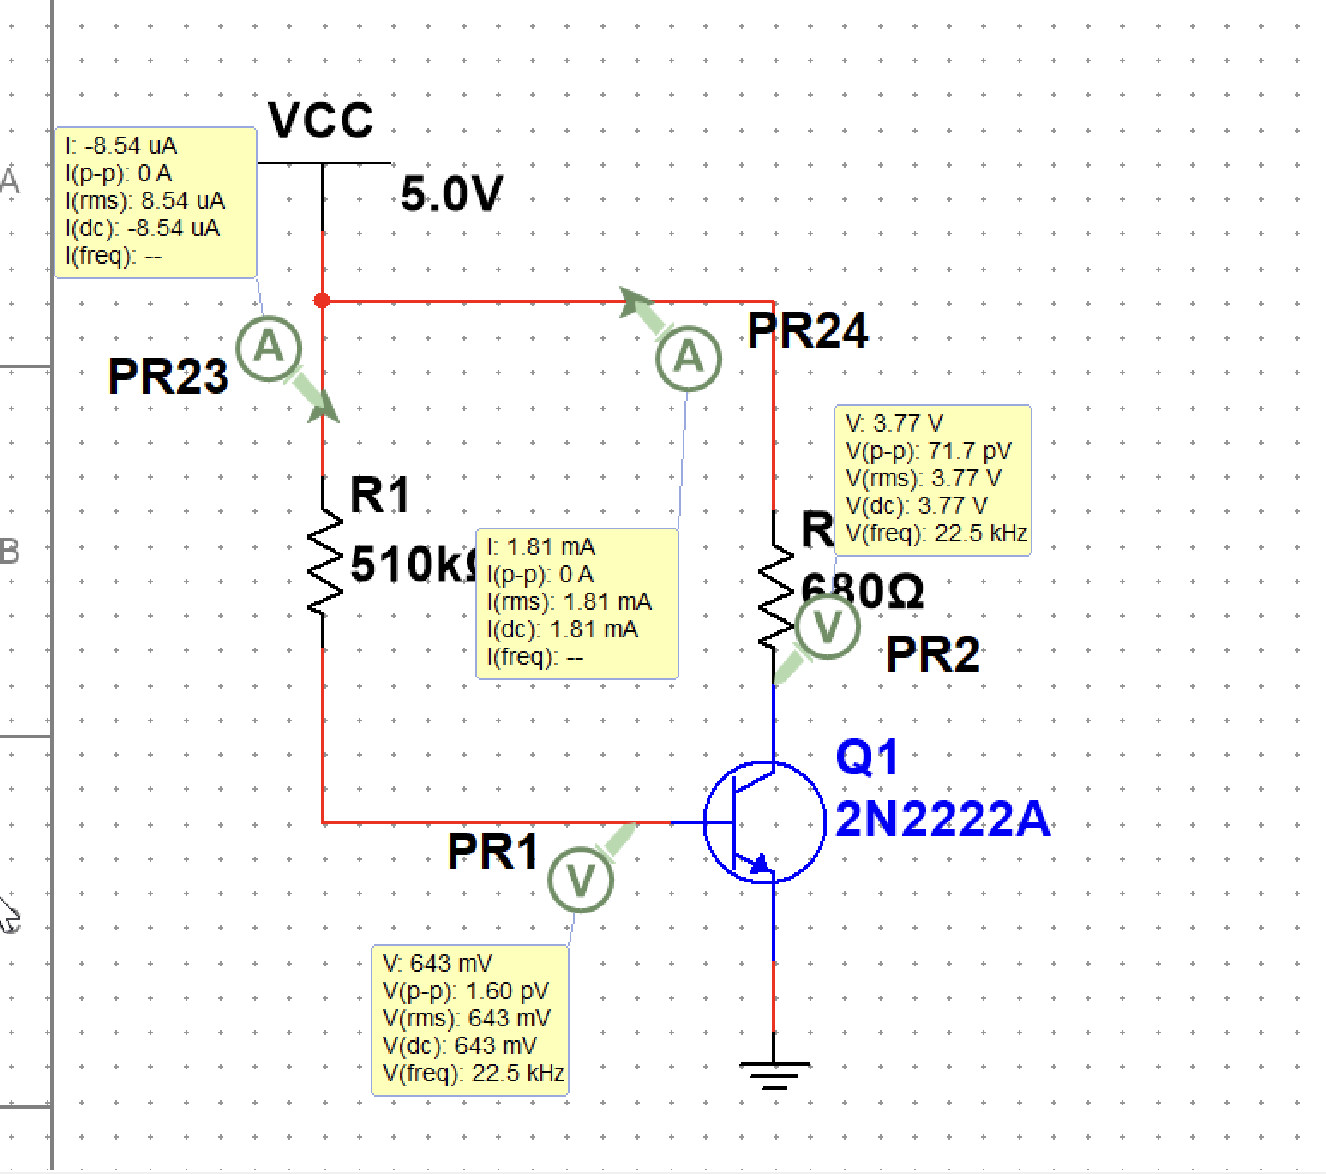 VCC
I: -8.54 uA
I(p-p): 0 A
I(rms): 8.54 uA
I(dc): -8.54 uA
I(freq): --
A
5.0V
A
PR23
PR24
A
V: 3.77 V
V(p-p): 71.7 pV
V(rms): 3.77 V
V(dc): 3.77 V
V(freq): 22.5 kHz
R1
510kΩ
R
680Ω
B
I: 1.81 mA
I(p-p): 0 A
I(rms): 1.81 mA
I(dc): 1.81 mA
I(freq): --
V
PR2
Q1
2N2222A
PR1
V
V: 643 mV
V(p-p): 1.60 pV
V(rms): 643 mV
V(dc): 643 mV
V(freq): 22.5 kHz